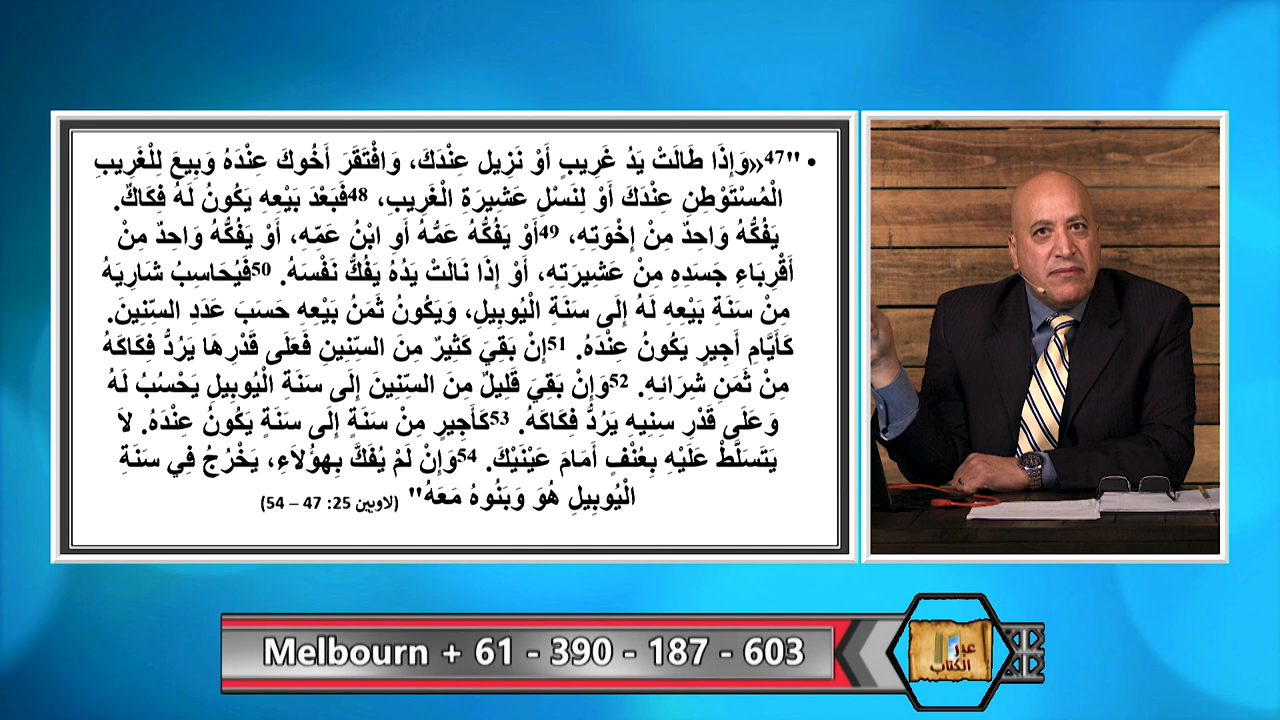 • "47«وَإِذَا طَالَتْ يَدُ غَرِيبٍ أَوْ نَزِيل عِنْدَكَ، وَافْتَقَرَ أَخُوكَ عِنْدَهُ وَبِيعَ لِلْغَرِيبِ
الْمُسْتَوْطِنِ عِنْدَكَ أَوْ لِنَسْلِ عَشِيرَةِ الْغَرِيبِ، 48فَبَعْدَ بَيْعِهِ يَكُونُ لَهُ فِكَاكٌ.
يَفُكُّهُ وَاحِدٌ مِنْ إِخْوَتِهِ، 49أَوْ يَفُكُّهُ عَمُّهُ أَو ابْنُ عَمِّهِ، أَوْ يَفُكُّهُ وَاحِدٌ مِنْ
أَقْرِبَاءِ جَسَدِهِ مِنْ عَشِيرَتِهِ، أَوْ إِذَا نَالَتْ يَدُهُ يَفُكُّ نَفْسَهُ. 50فَيُحَاسِبُ شَارِيَهُ
مِنْ سَنَةِ بَيْعِهِ لَهُ إِلَى سَنَةِ الْيُوبِيلِ، وَيَكُونُ ثَمَنُ بَيْعِهِ حَسَبَ عَدَدِ السِّنِينَ.
كَأَيَّامِ أَجِيرٍ يَكُونُ عِنْدَهُ. 51إِنْ بَقِيَ كَثِيرٌ مِنَ السِّنِينِ فَعَلَى قَدْرِهَا يَرُدُّ فِكَاكَهُ
مِنْ ثَمَنِ شِرَائِهِ. 52وَإِنْ بَقِيَ قَلِيلٌ مِنَ السِّنِينَ إِلَى سَنَةِ الْيُوبِيلِ يَحْسُبُ لَهُ
وَعَلَى قَدْرِ سِنِيهِ يَرُدُّ فِكَاكَهُ. 53كَأَجِيرٍ مِنْ سَنَةٍ إِلَى سَنَةٍ يَكُونُ عِنْدَهُ. لاَ
يَتَسَلَّطْ عَلَيْهِ بِعُنْفٍ أَمَامَ عَيْنَيْكَ. 54وَإِنْ لَمْ يُفَكَّ بِهؤُلاَءِ، يَخْرُجُ فِي سَنَةِ
الْيُوبِيلِ هُوَ وَبَنُوهُ مَعَهُ" (لاويين 25: 47 – 54)
Melbourn + 61 - 390 - 187 - 603
عبر
الكتاب